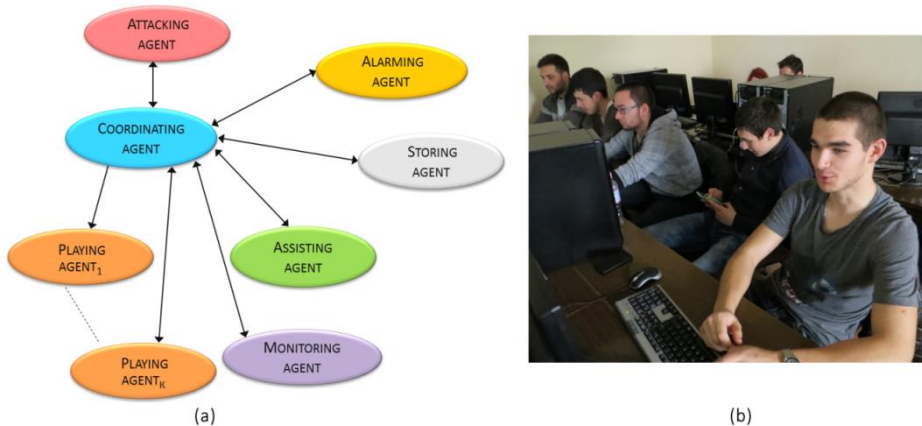 ATTACKING
AGENT
ALARMING
AGENT
COORDINATING
AGENT
STORING
AGENT
PLAYING
AGENT1
ASSISTING
AGENT
PLAYING
AGENTK
MONITORING
AGENT
(a)
(b)